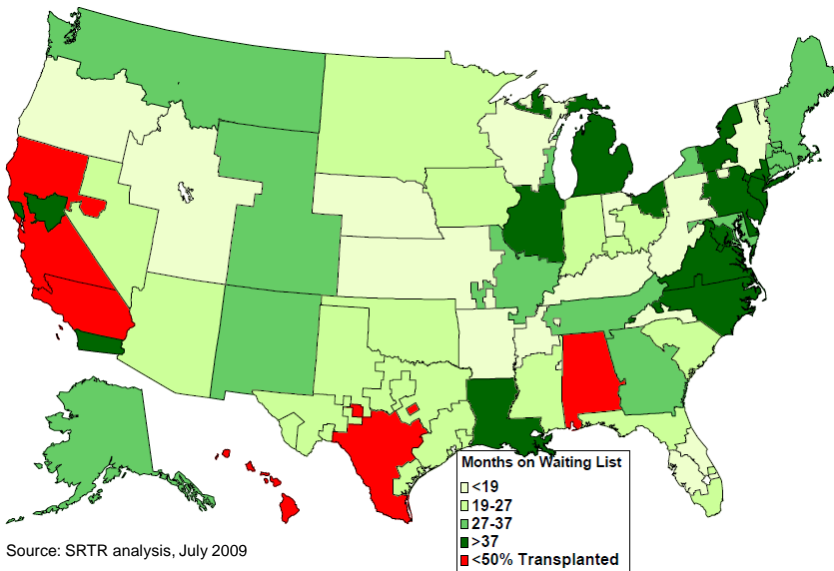 Months on Waiting List
<19
19-27
27-37
>37
<50% Transplanted
Source: SRTR analysis, July 2009